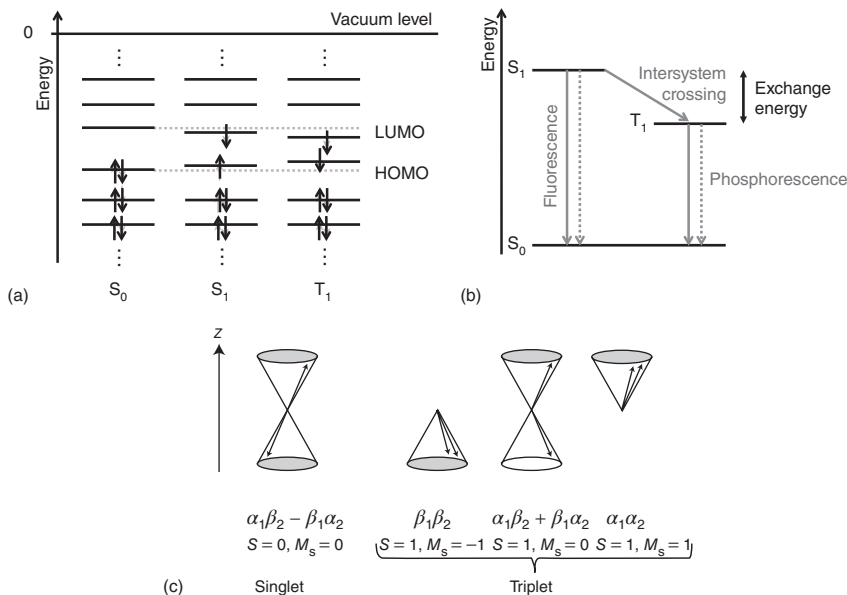 Vacuum level
0
Energy
LUMO
HOMO
S₀
S₁
T₁
(a)
Energy
S₁
Intersystem
crossing
Exchange
energy
T₁
Fluorescence
Phosphorescence
S₀
(b)
z
α₁β₂ − β₁α₂
S = 0, Mₛ = 0
Singlet
β₁β₂ α₁β₂ + β₁α₂ α₁α₂
S = 1, Mₛ = −1 S = 1, Mₛ = 0 S = 1, Mₛ = 1
Triplet
(c)